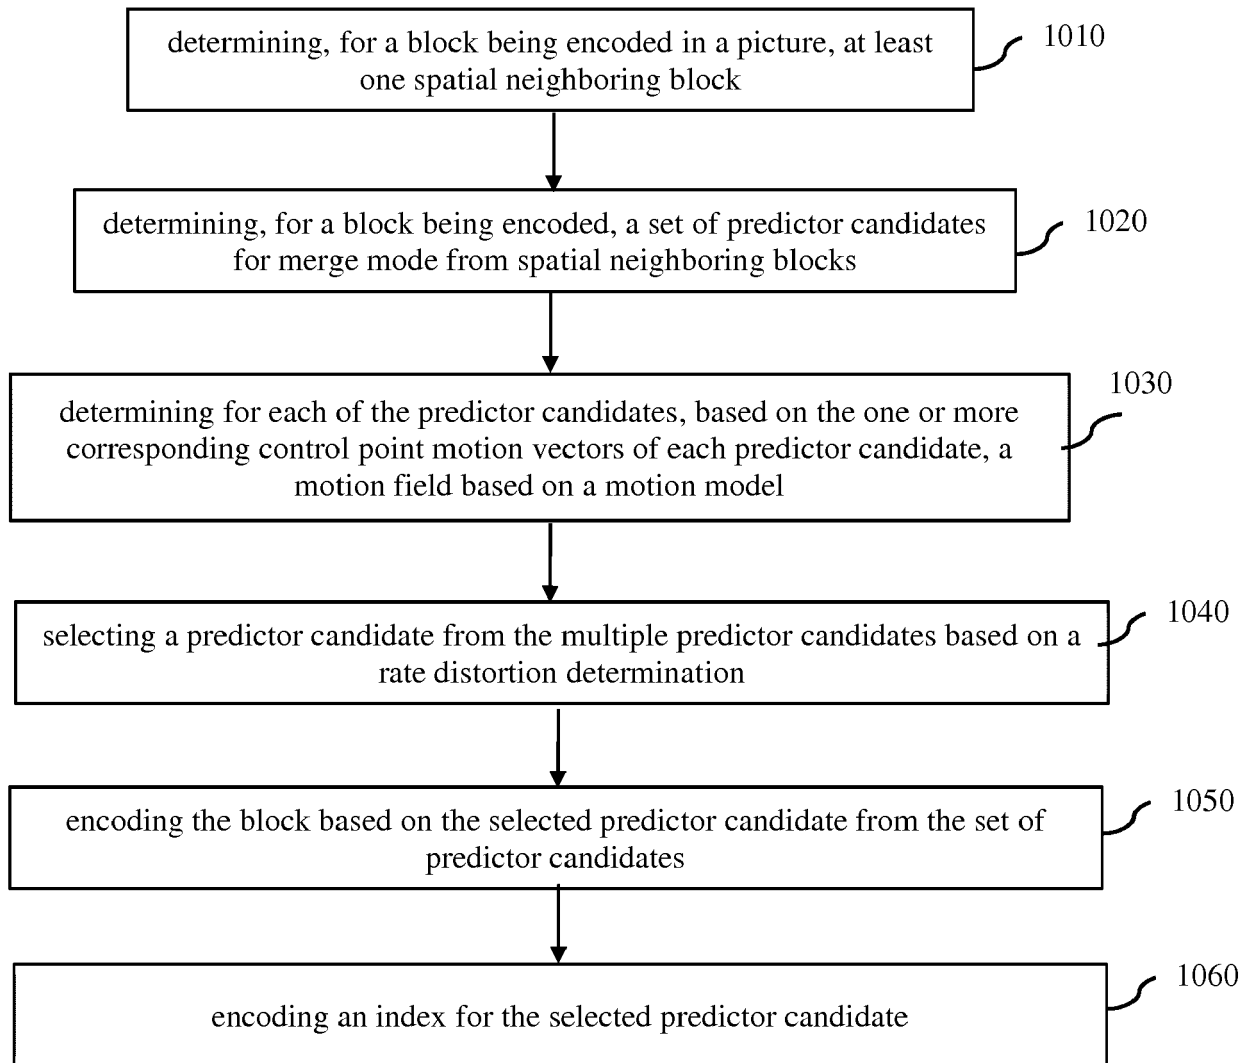 determining, for a block being encoded in a picture, at least
one spatial neighboring block
1010
determining, for a block being encoded, a set of predictor candidates
for merge mode from spatial neighboring blocks
1020
determining for each of the predictor candidates, based on the one or more
corresponding control point motion vectors of each predictor candidate, a
motion field based on a motion model
1030
selecting a predictor candidate from the multiple predictor candidates based on a
rate distortion determination
1040
encoding the block based on the selected predictor candidate from the set of
predictor candidates
1050
encoding an index for the selected predictor candidate
1060